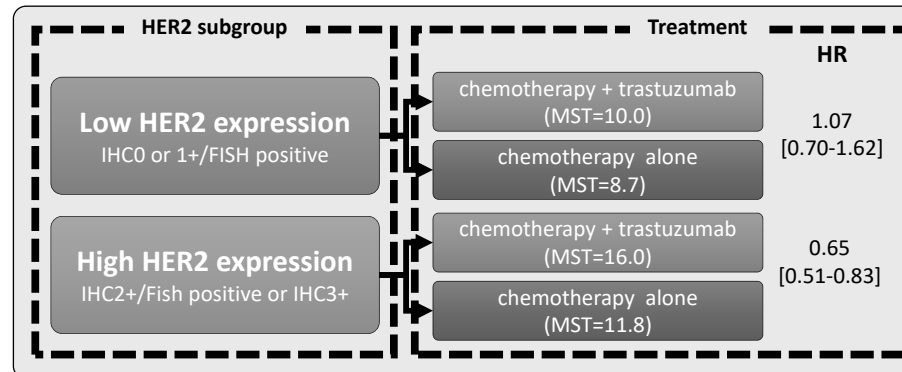 HER2 subgroup
Treatment
HR
Low HER2 expression
IHC0 or 1+/FISH positive
chemotherapy + trastuzumab
(MST=10.0)
chemotherapy alone
(MST=8.7)
1.07
[0.70-1.62]
High HER2 expression
IHC2+/Fish positive or IHC3+
chemotherapy + trastuzumab
(MST=16.0)
chemotherapy alone
(MST=11.8)
0.65
[0.51-0.83]